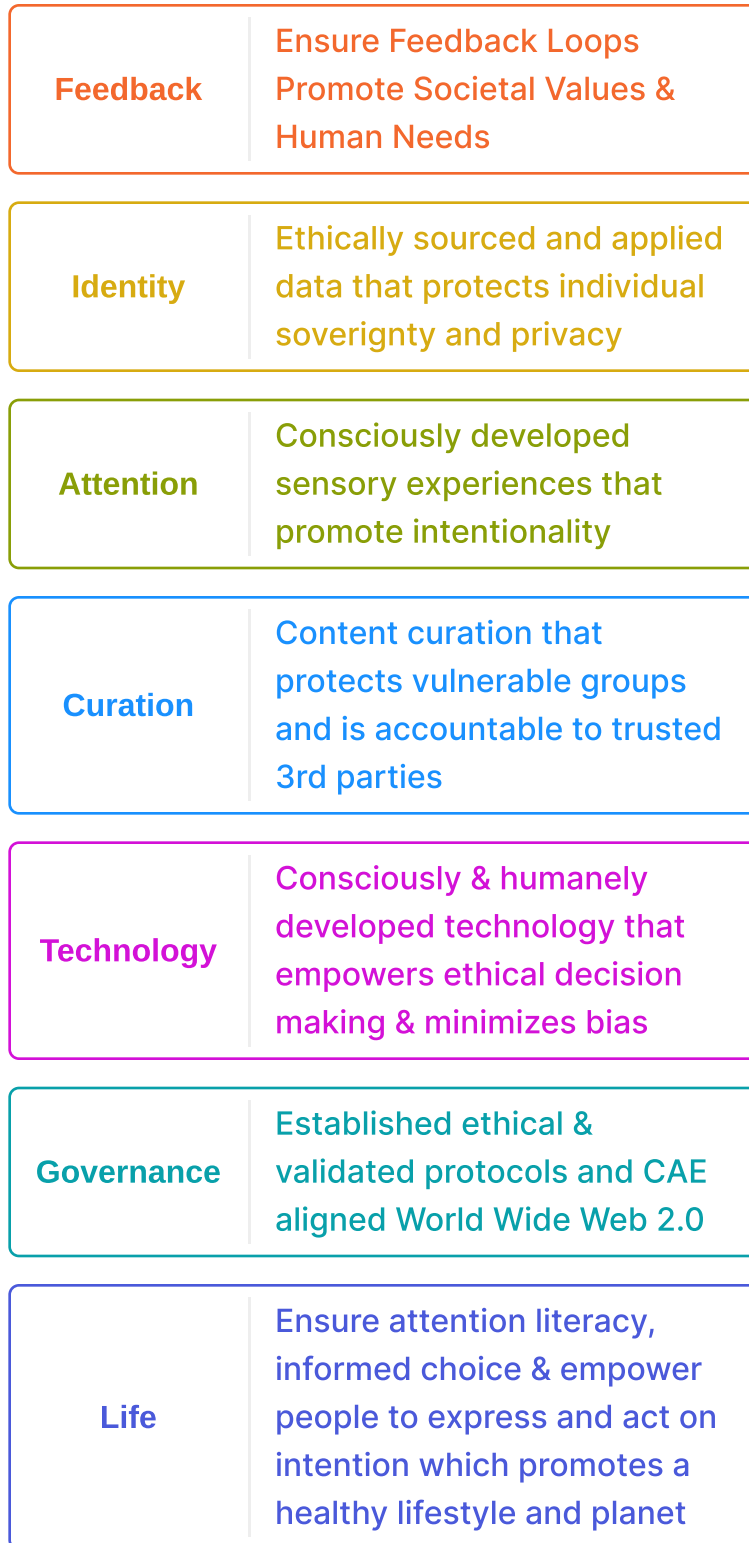 Feedback
Ensure Feedback Loops
Promote Societal Values &
Human Needs
Identity
Ethically sourced and applied
data that protects individual
soverignty and privacy
Attention
Consciously developed
sensory experiences that
promote intentionality
Curation
Content curation that
protects vulnerable groups
and is accountable to trusted
3rd parties
Technology
Consciously & humanely
developed technology that
empowers ethical decision
making & minimizes bias
Governance
Established ethical &
validated protocols and CAE
aligned World Wide Web 2.0
Life
Ensure attention literacy,
informed choice & empower
people to express and act on
intention which promotes a
healthy lifestyle and planet